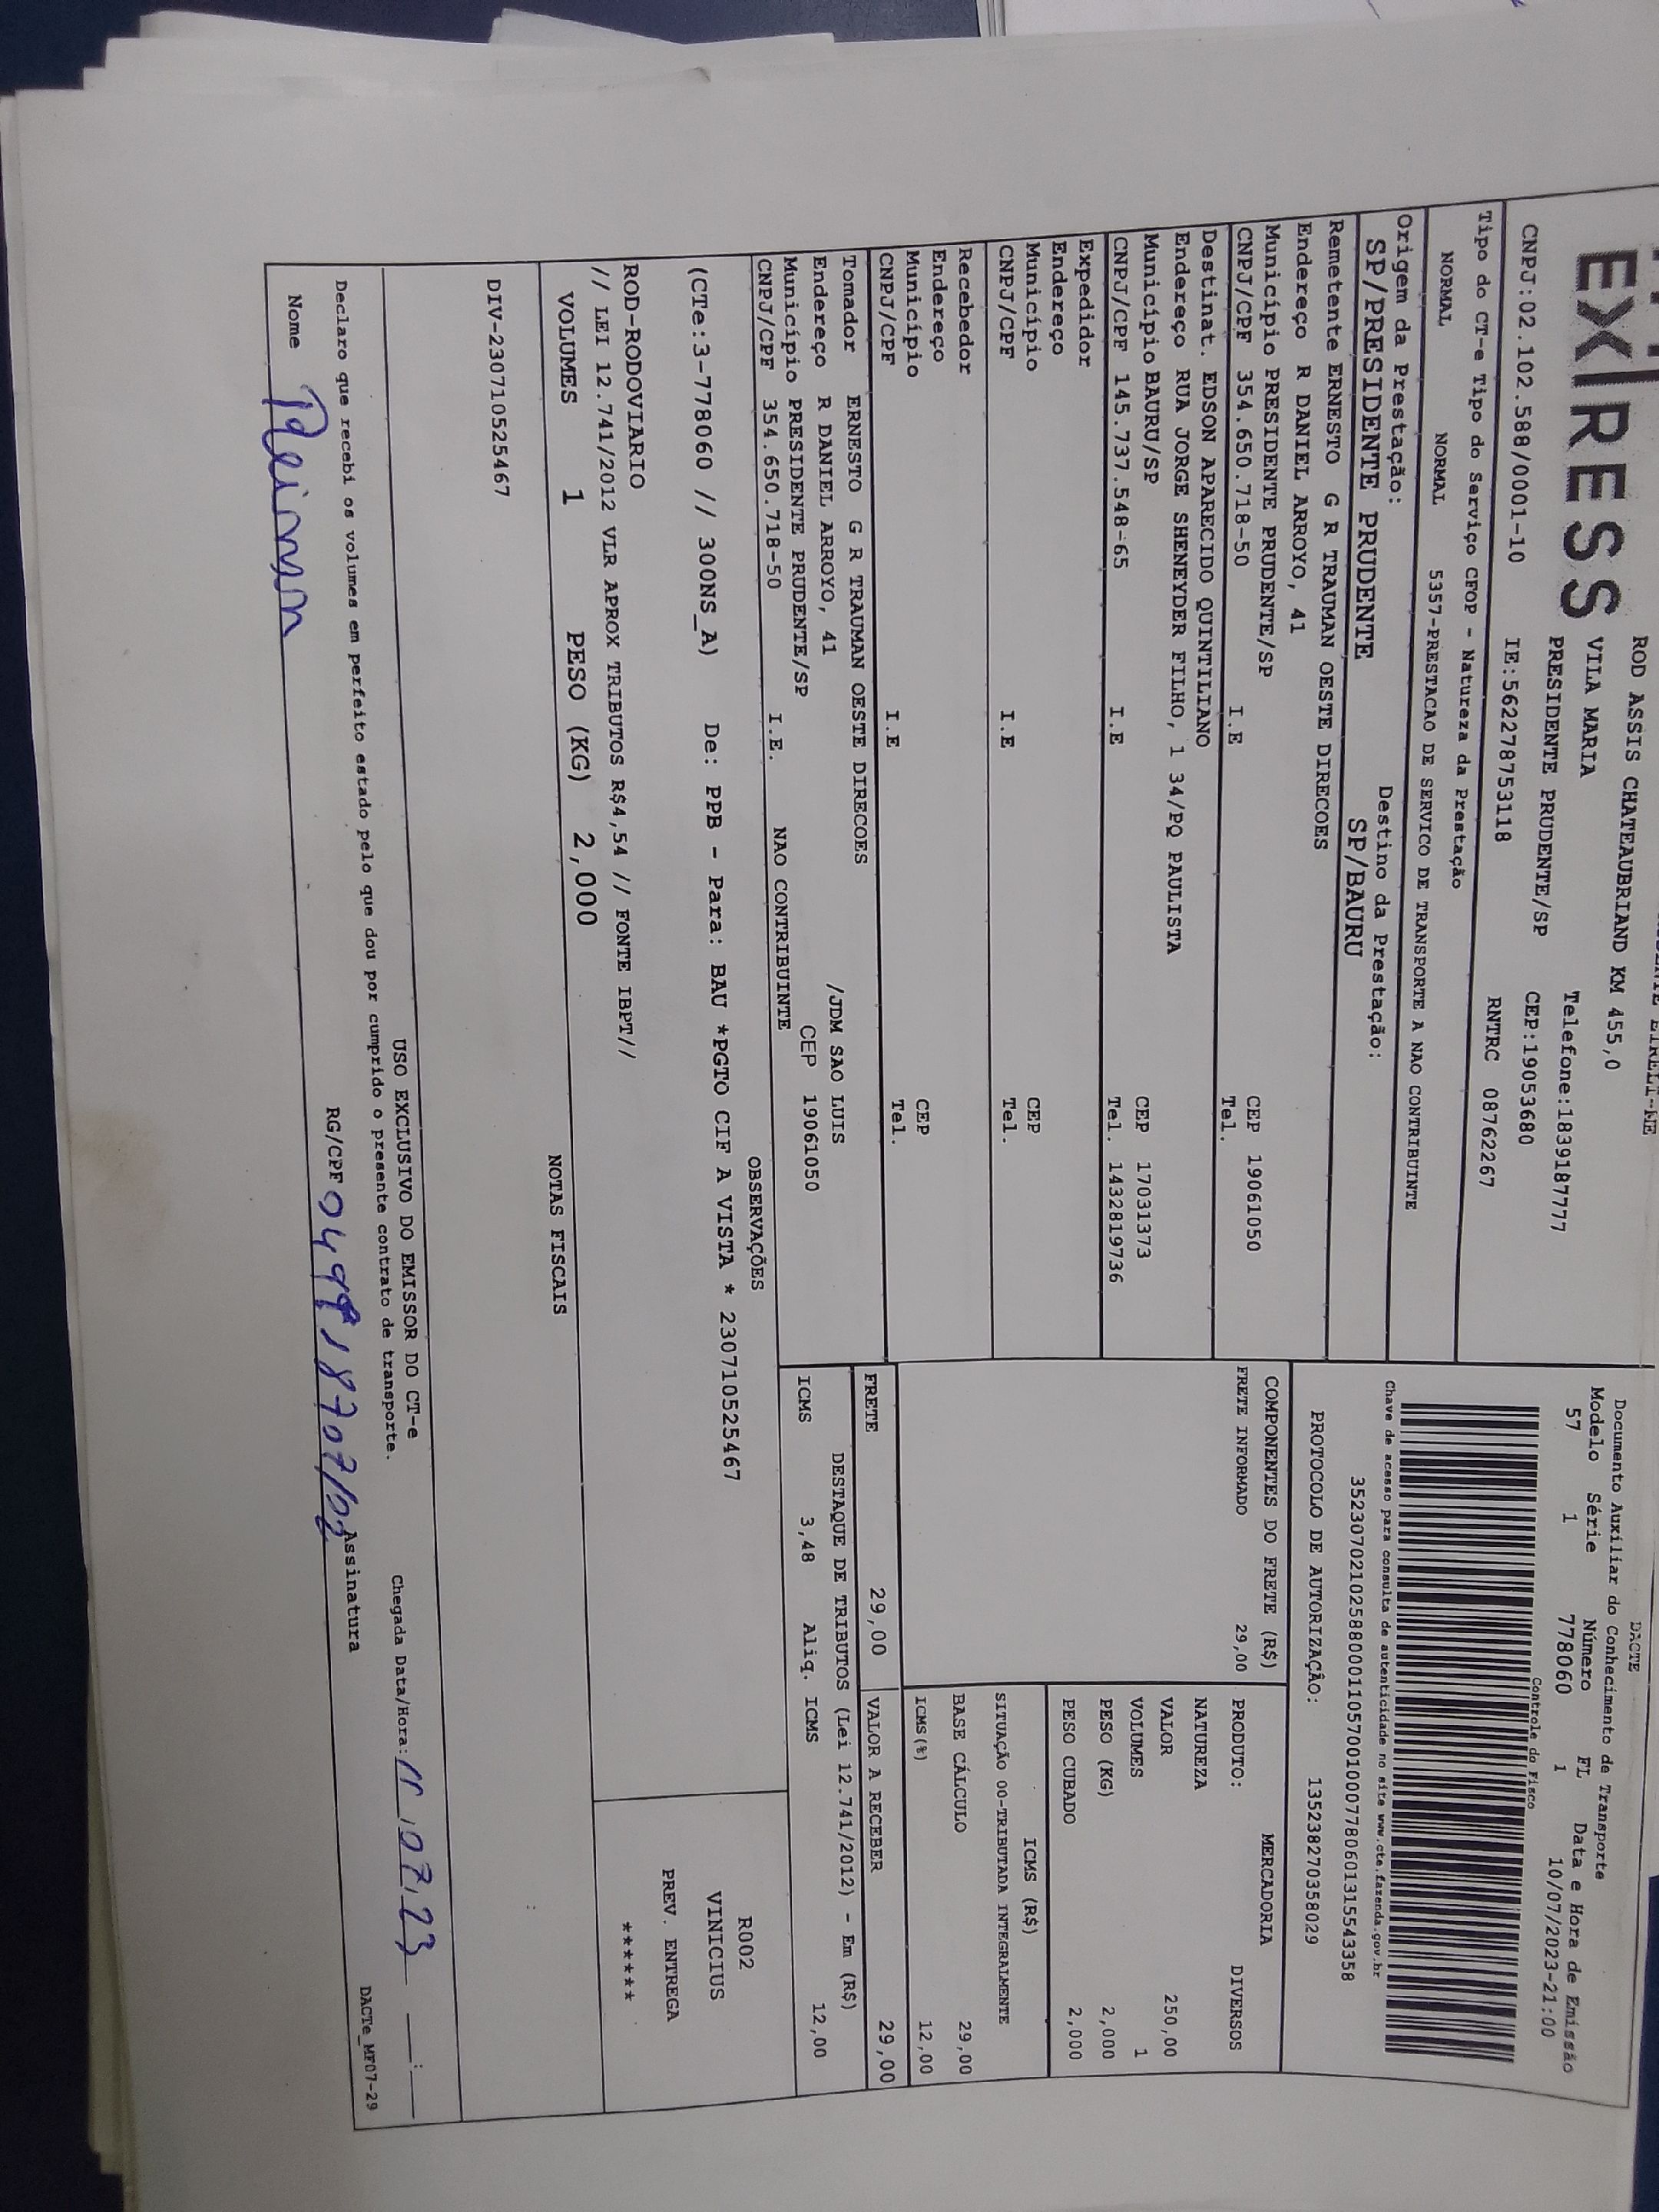 EXPRESS
ROD ASSIS CHATEAUBRIAND KM 455,0
VILA MARIA
PRESIDENTE PRUDENTE/SP
Telefone:1839187777
CEP:19053680
CNPJ:02.102.588/0001-10
IE:562278753118
RNTRC 08762267
Tipo do CT-e Tipo do Serviço CFOP - Natureza da Prestação
NORMAL NORMAL 5357-PRESTACAO DE SERVICO DE TRANSPORTE A NAO CONTRIBUINTE
Origem da Prestação: Destino da Prestação:
SP/PRESIDENTE PRUDENTE SP/BAURU
DACTE
Documento Auxiliar do Conhecimento de Transporte
Modelo Série Número FL Data e Hora de Emissão
57 1 778060 1 10/07/2023-21:00
Controle do Fisco
Chave de acesso para consulta de autenticidade no site www.cte.fazenda.gov.br
35230702102588000110570010007780601315543358
PROTOCOLO DE AUTORIZAÇÃO: 135238270358029
Remetente ERNESTO G R TRAUMAN OESTE DIRECOES
Endereço R DANIEL ARROYO, 41
Município PRESIDENTE PRUDENTE/SP CEP 19061050
CNPJ/CPF 354.650.718-50 I.E Tel.
Destinat. EDSON APARECIDO QUINTILIANO
Endereço RUA JORGE SHENEYDER FILHO, 1 34/PQ PAULISTA
Município BAURU/SP CEP 17031373
CNPJ/CPF 145.737.548-65 I.E Tel. 1432819736
Expedidor
Endereço
Município CEP
CNPJ/CPF I.E Tel.
Recebedor
Endereço
Município CEP
CNPJ/CPF I.E Tel.
Tomador ERNESTO G R TRAUMAN OESTE DIRECOES
Endereço R DANIEL ARROYO, 41 /JDM SAO LUIS
Município PRESIDENTE PRUDENTE/SP CEP 19061050
CNPJ/CPF 354.650.718-50 I.E. NAO CONTRIBUINTE
COMPONENTES DO FRETE (R$)
FRETE INFORMADO 29,00
MERCADORIA
PRODUTO: DIVERSOS
NATUREZA
VALOR 250,00
VOLUMES 1
PESO (KG) 2,000
PESO CUBADO 2,000
ICMS (R$)
SITUAÇÃO 00-TRIBUTADA INTEGRALMENTE
BASE CÁLCULO 29,00
ICMS(%) 12,00
FRETE 29,00 VALOR A RECEBER 29,00
DESTAQUE DE TRIBUTOS (Lei 12.741/2012) - Em (R$)
ICMS 3,48 Aliq. ICMS 12,00
OBSERVAÇÕES
(CTe:3-778060 // 300NS_A) De: PPB - Para: BAU *PGTO CIF A VISTA * 230710525467
ROD-RODOVIARIO
// LEI 12.741/2012 VLR APROX TRIBUTOS R$4,54 // FONTE IBPT//
R002
VINICIUS
PREV. ENTREGA
******
VOLUMES 1 PESO (KG) 2,000
NOTAS FISCAIS
DIV-230710525467
USO EXCLUSIVO DO EMISSOR DO CT-e
Declaro que recebi os volumes em perfeito estado pelo que dou por cumprido o presente contrato de transporte.
Chegada Data/Hora: 11,07,23 :
Nome RG/CPF Assinatura
DACTe_MF07-29